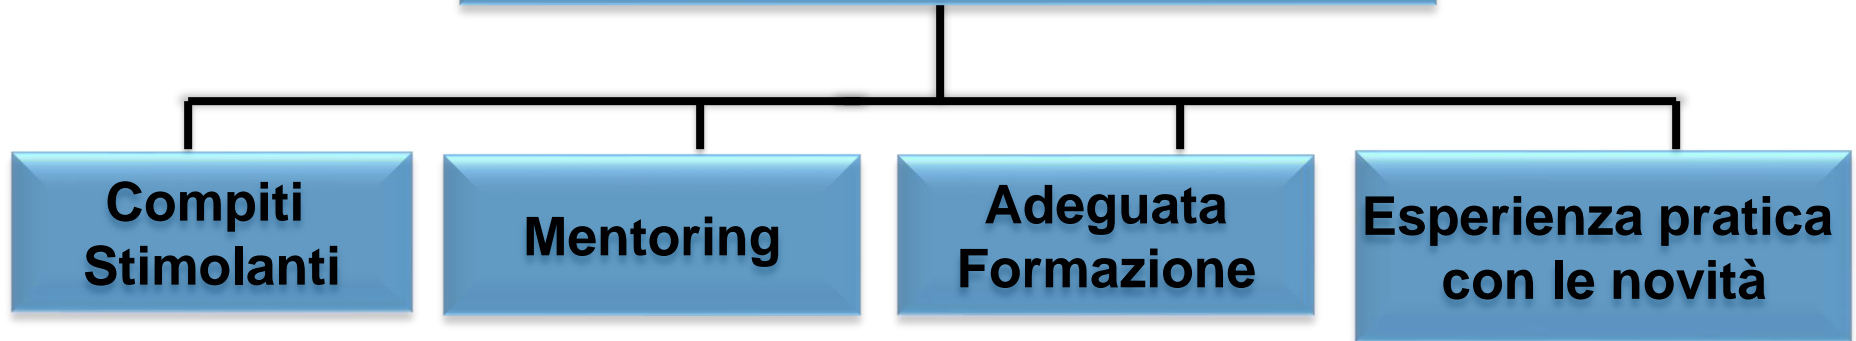 Compiti
Stimolanti
Mentoring
Adeguata
Formazione
Esperienza pratica
con le novità